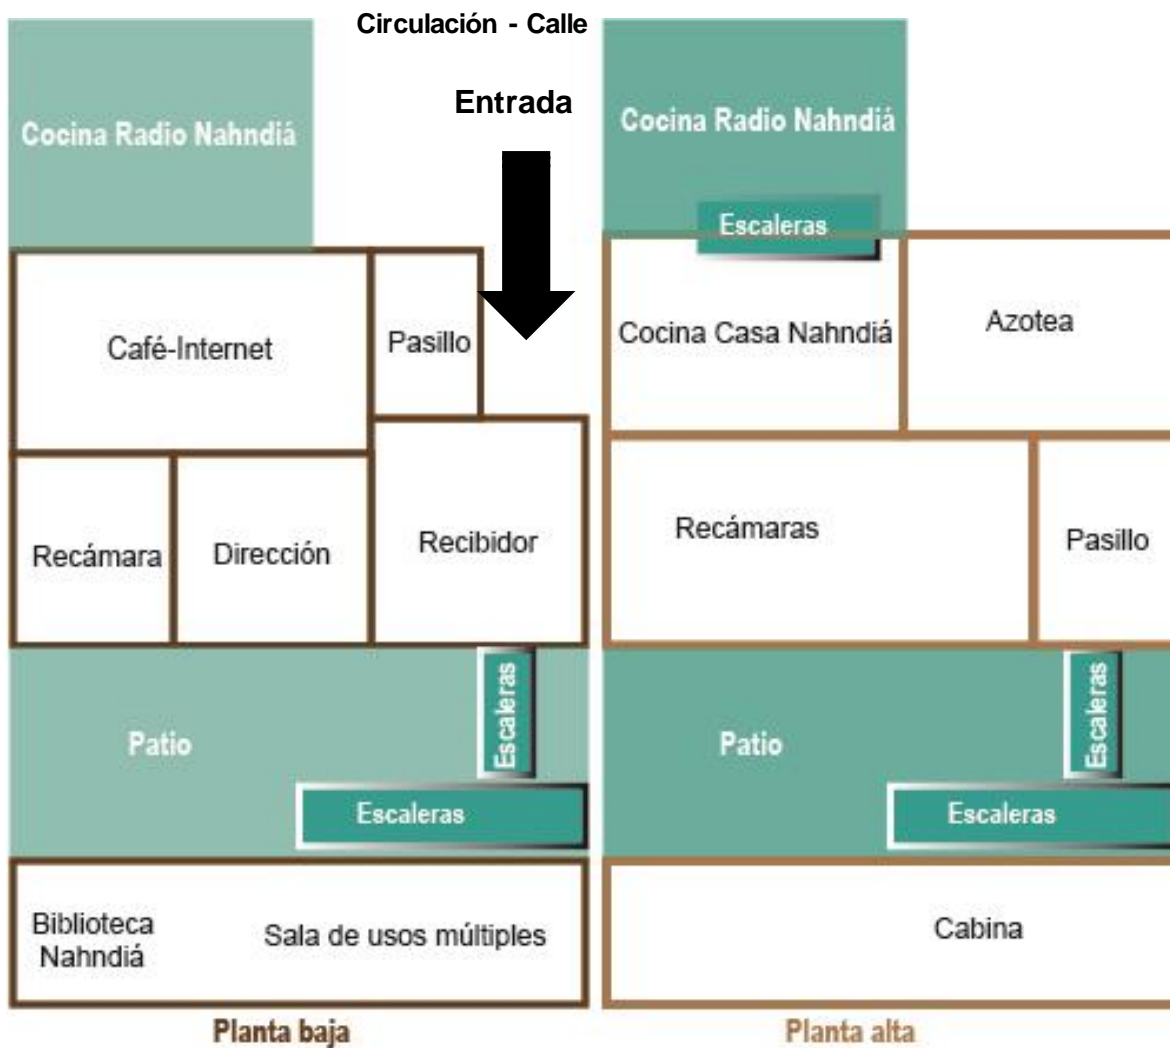 Circulación - Calle
Entrada
Cocina Radio Nahndiá
Café-Internet
Pasillo
Recámara
Dirección
Recibidor
Patio
Escaleras
Escaleras
Biblioteca
Nahndiá
Sala de usos múltiples
Planta baja
Cocina Radio Nahndiá
Escaleras
Cocina Casa Nahndiá
Azotea
Recámaras
Pasillo
Patio
Escaleras
Escaleras
Cabina
Planta alta